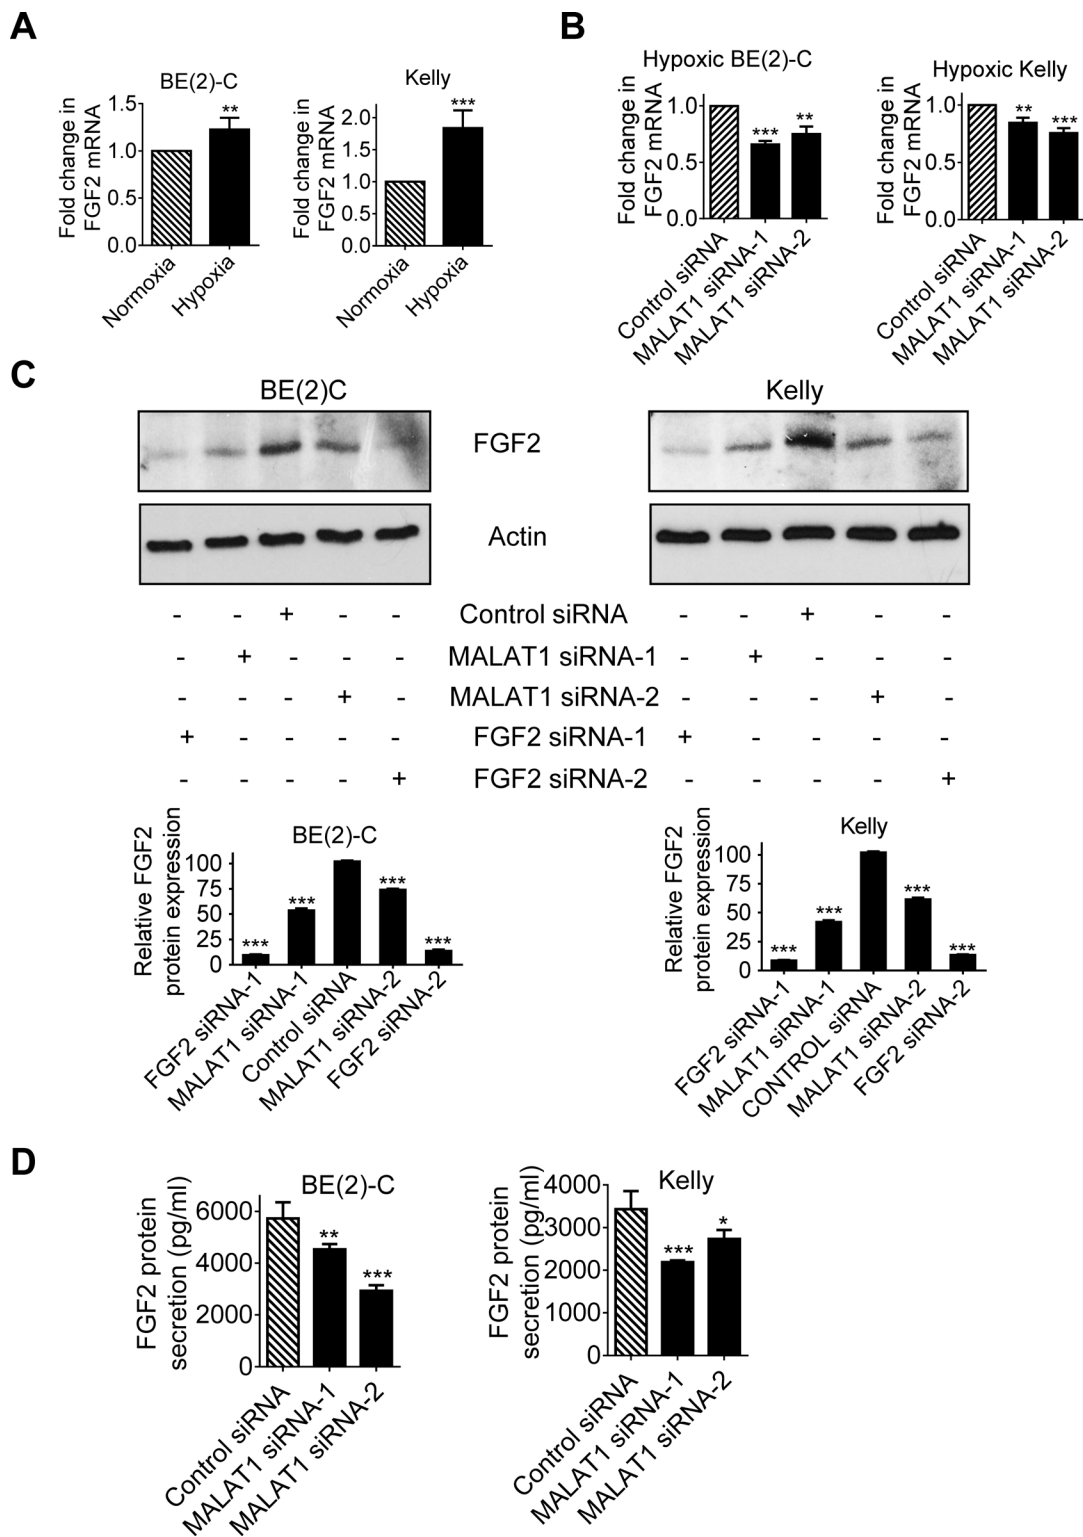 A
BE(2)-C
Fold change in
FGF2 mRNA
1.5
1.0
0.5
0.0
**
Normoxia
Hypoxia
Kelly
Fold change in
FGF2 mRNA
2.0
1.5
1.0
0.5
0.0
***
Normoxia
Hypoxia
B
Hypoxic BE(2)-C
Fold change in
FGF2 mRNA
1.0
0.5
0.0
***
**
Control siRNA
MALAT1 siRNA-1
MALAT1 siRNA-2
Hypoxic Kelly
Fold change in
FGF2 mRNA
1.0
0.5
0.0
**
***
Control siRNA
MALAT1 siRNA-1
MALAT1 siRNA-2
C
BE(2)C
Kelly
FGF2
Actin
- - + - - Control siRNA - - + - -
- + - - - MALAT1 siRNA-1 - + - - -
- - - + - MALAT1 siRNA-2 - - - + -
+ - - - - FGF2 siRNA-1 + - - - -
- - - - + FGF2 siRNA-2 - - - - +
BE(2)-C
Relative FGF2
protein expression
100
75
50
25
0
***
***
***
***
FGF2 siRNA-1
MALAT1 siRNA-1
Control siRNA
MALAT1 siRNA-2
FGF2 siRNA-2
Kelly
Relative FGF2
protein expression
100
75
50
25
0
***
***
***
***
FGF2 siRNA-1
MALAT1 siRNA-1
CONTROL siRNA
MALAT1 siRNA-2
FGF2 siRNA-2
D
BE(2)-C
FGF2 protein
secretion (pg/ml)
6000
4000
2000
0
**
***
Control siRNA
MALAT1 siRNA-1
MALAT1 siRNA-2
Kelly
FGF2 protein
secretion (pg/ml)
4000
3000
2000
1000
0
***
*
Control siRNA
MALAT1 siRNA-1
MALAT1 siRNA-2